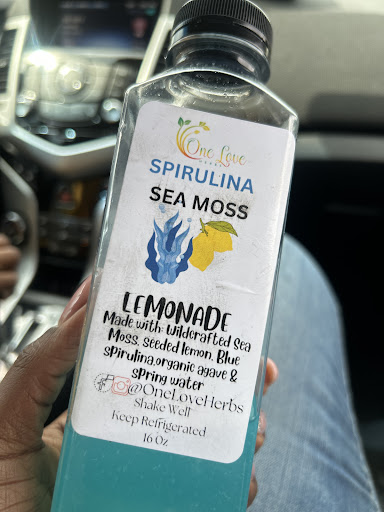 One Love
HERBS
SPIRULINA
SEA MOSS
LEMONADE
Made with: Wildcrafted Sea
Moss, seeded lemon, Blue
spirulina,organic agave &
spring water
@OneLoveHerbs
Shake Well
Keep Refrigerated
16 Oz